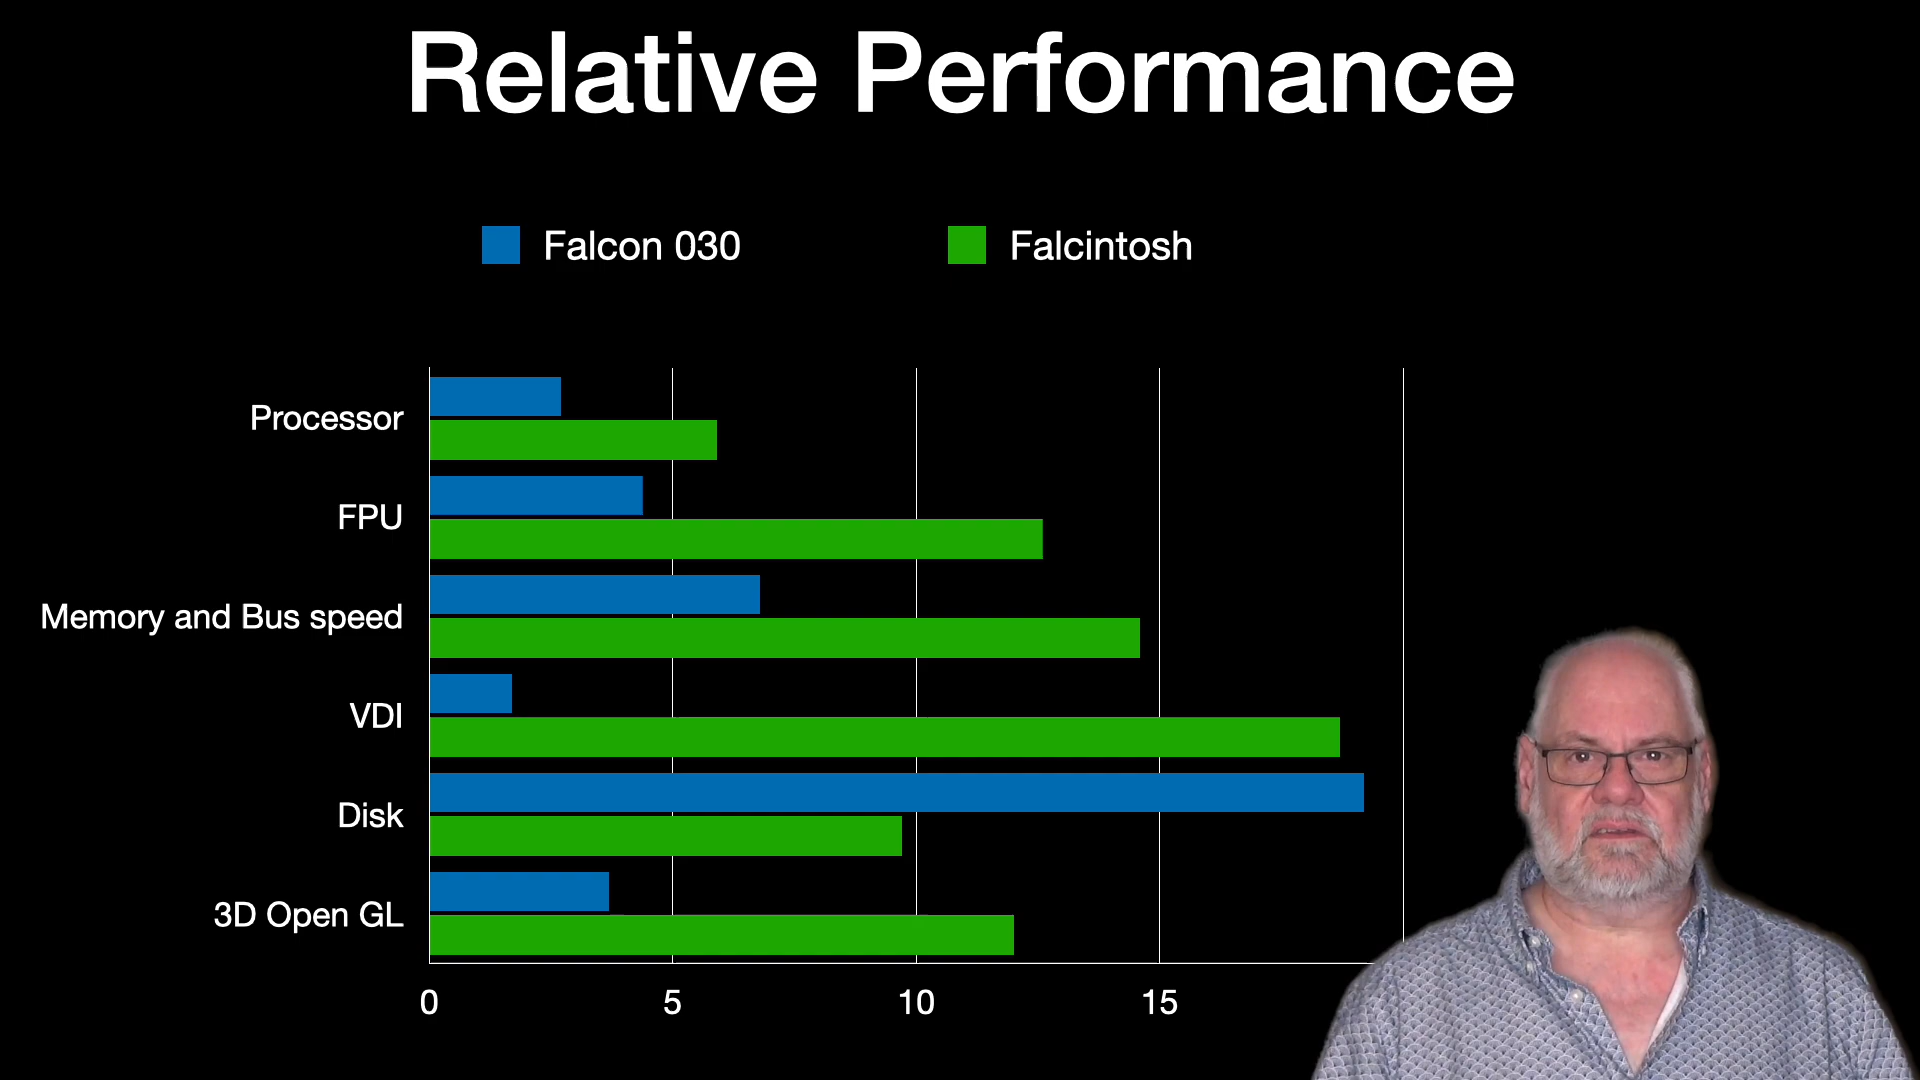 Relative Performance
Falcon 030
Falcintosh
Processor
FPU
Memory and Bus speed
VDI
Disk
3D Open GL
0 5 10 15